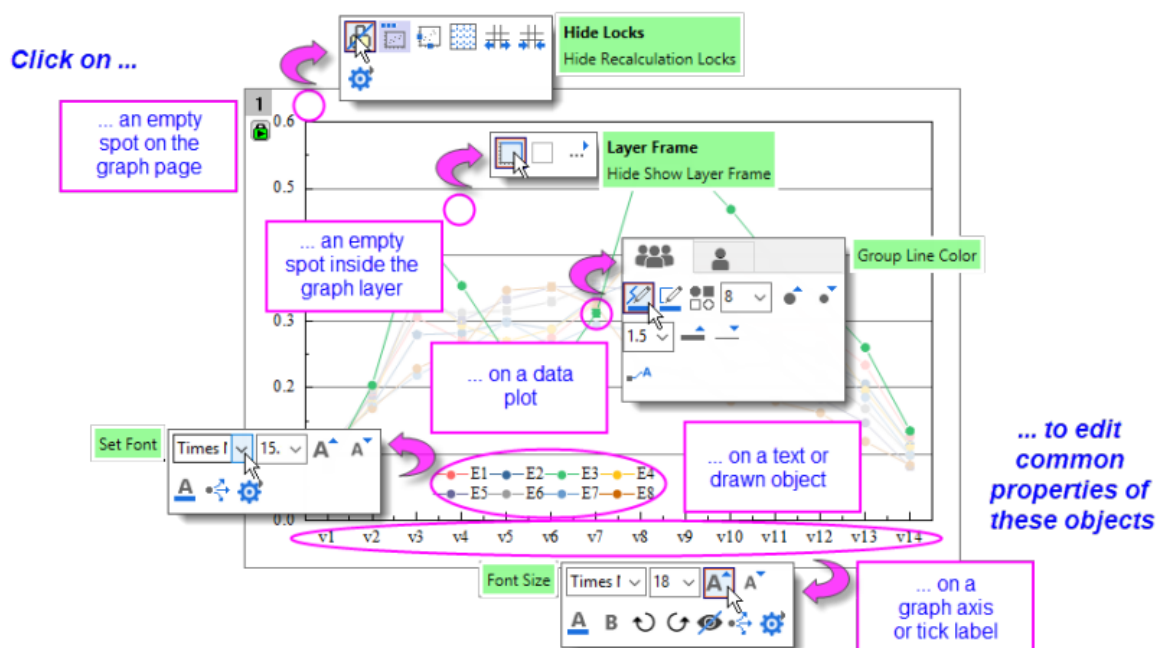 Hide Locks
Hide Recalculation Locks
Click on ...
1
... an empty
spot on the
graph page
0.6
Layer Frame
Hide Show Layer Frame
0.5
... an empty
spot inside the
graph layer
Group Line Color
8
0.3
1.5
... on a data
plot
0.2
Set Font
Times
15.
A A
A
... on a text or
drawn object
... to edit
common
properties of
these objects
E1 E2 E3 E4
E5 E6 E7 E8
0.0
v1 v2 v3 v4 v5 v6 v7 v8 v9 v10 v11 v12 v13 v14
Font Size
Times
18
A A
A B
... on a
graph axis
or tick label